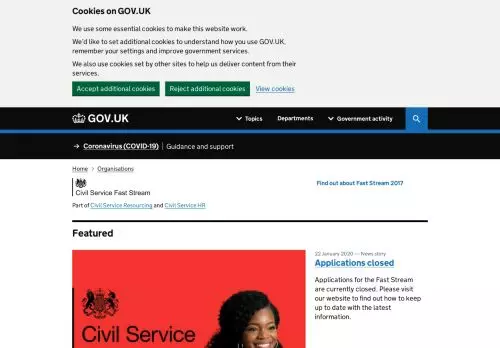 Cookies on GOV.UK
We use some essential cookies to make this website work.
We'd like to set additional cookies to understand how you use GOV.UK,
remember your settings and improve government services.
We also use cookies set by other sites to help us deliver content from their
services.
Accept additional cookies Reject additional cookies View cookies
GOV.UK Topics Departments Government activity
→ Coronavirus (COVID-19) Guidance and support
Home > Organisations
Civil Service Fast Stream
Find out about Fast Stream 2017
Part of Civil Service Resourcing and Civil Service HR
Featured
Civil Service
22 January 2020 — News story
Applications closed
Applications for the Fast Stream
are currently closed. Please visit
our website to find out how to keep
up to date with the latest
information.